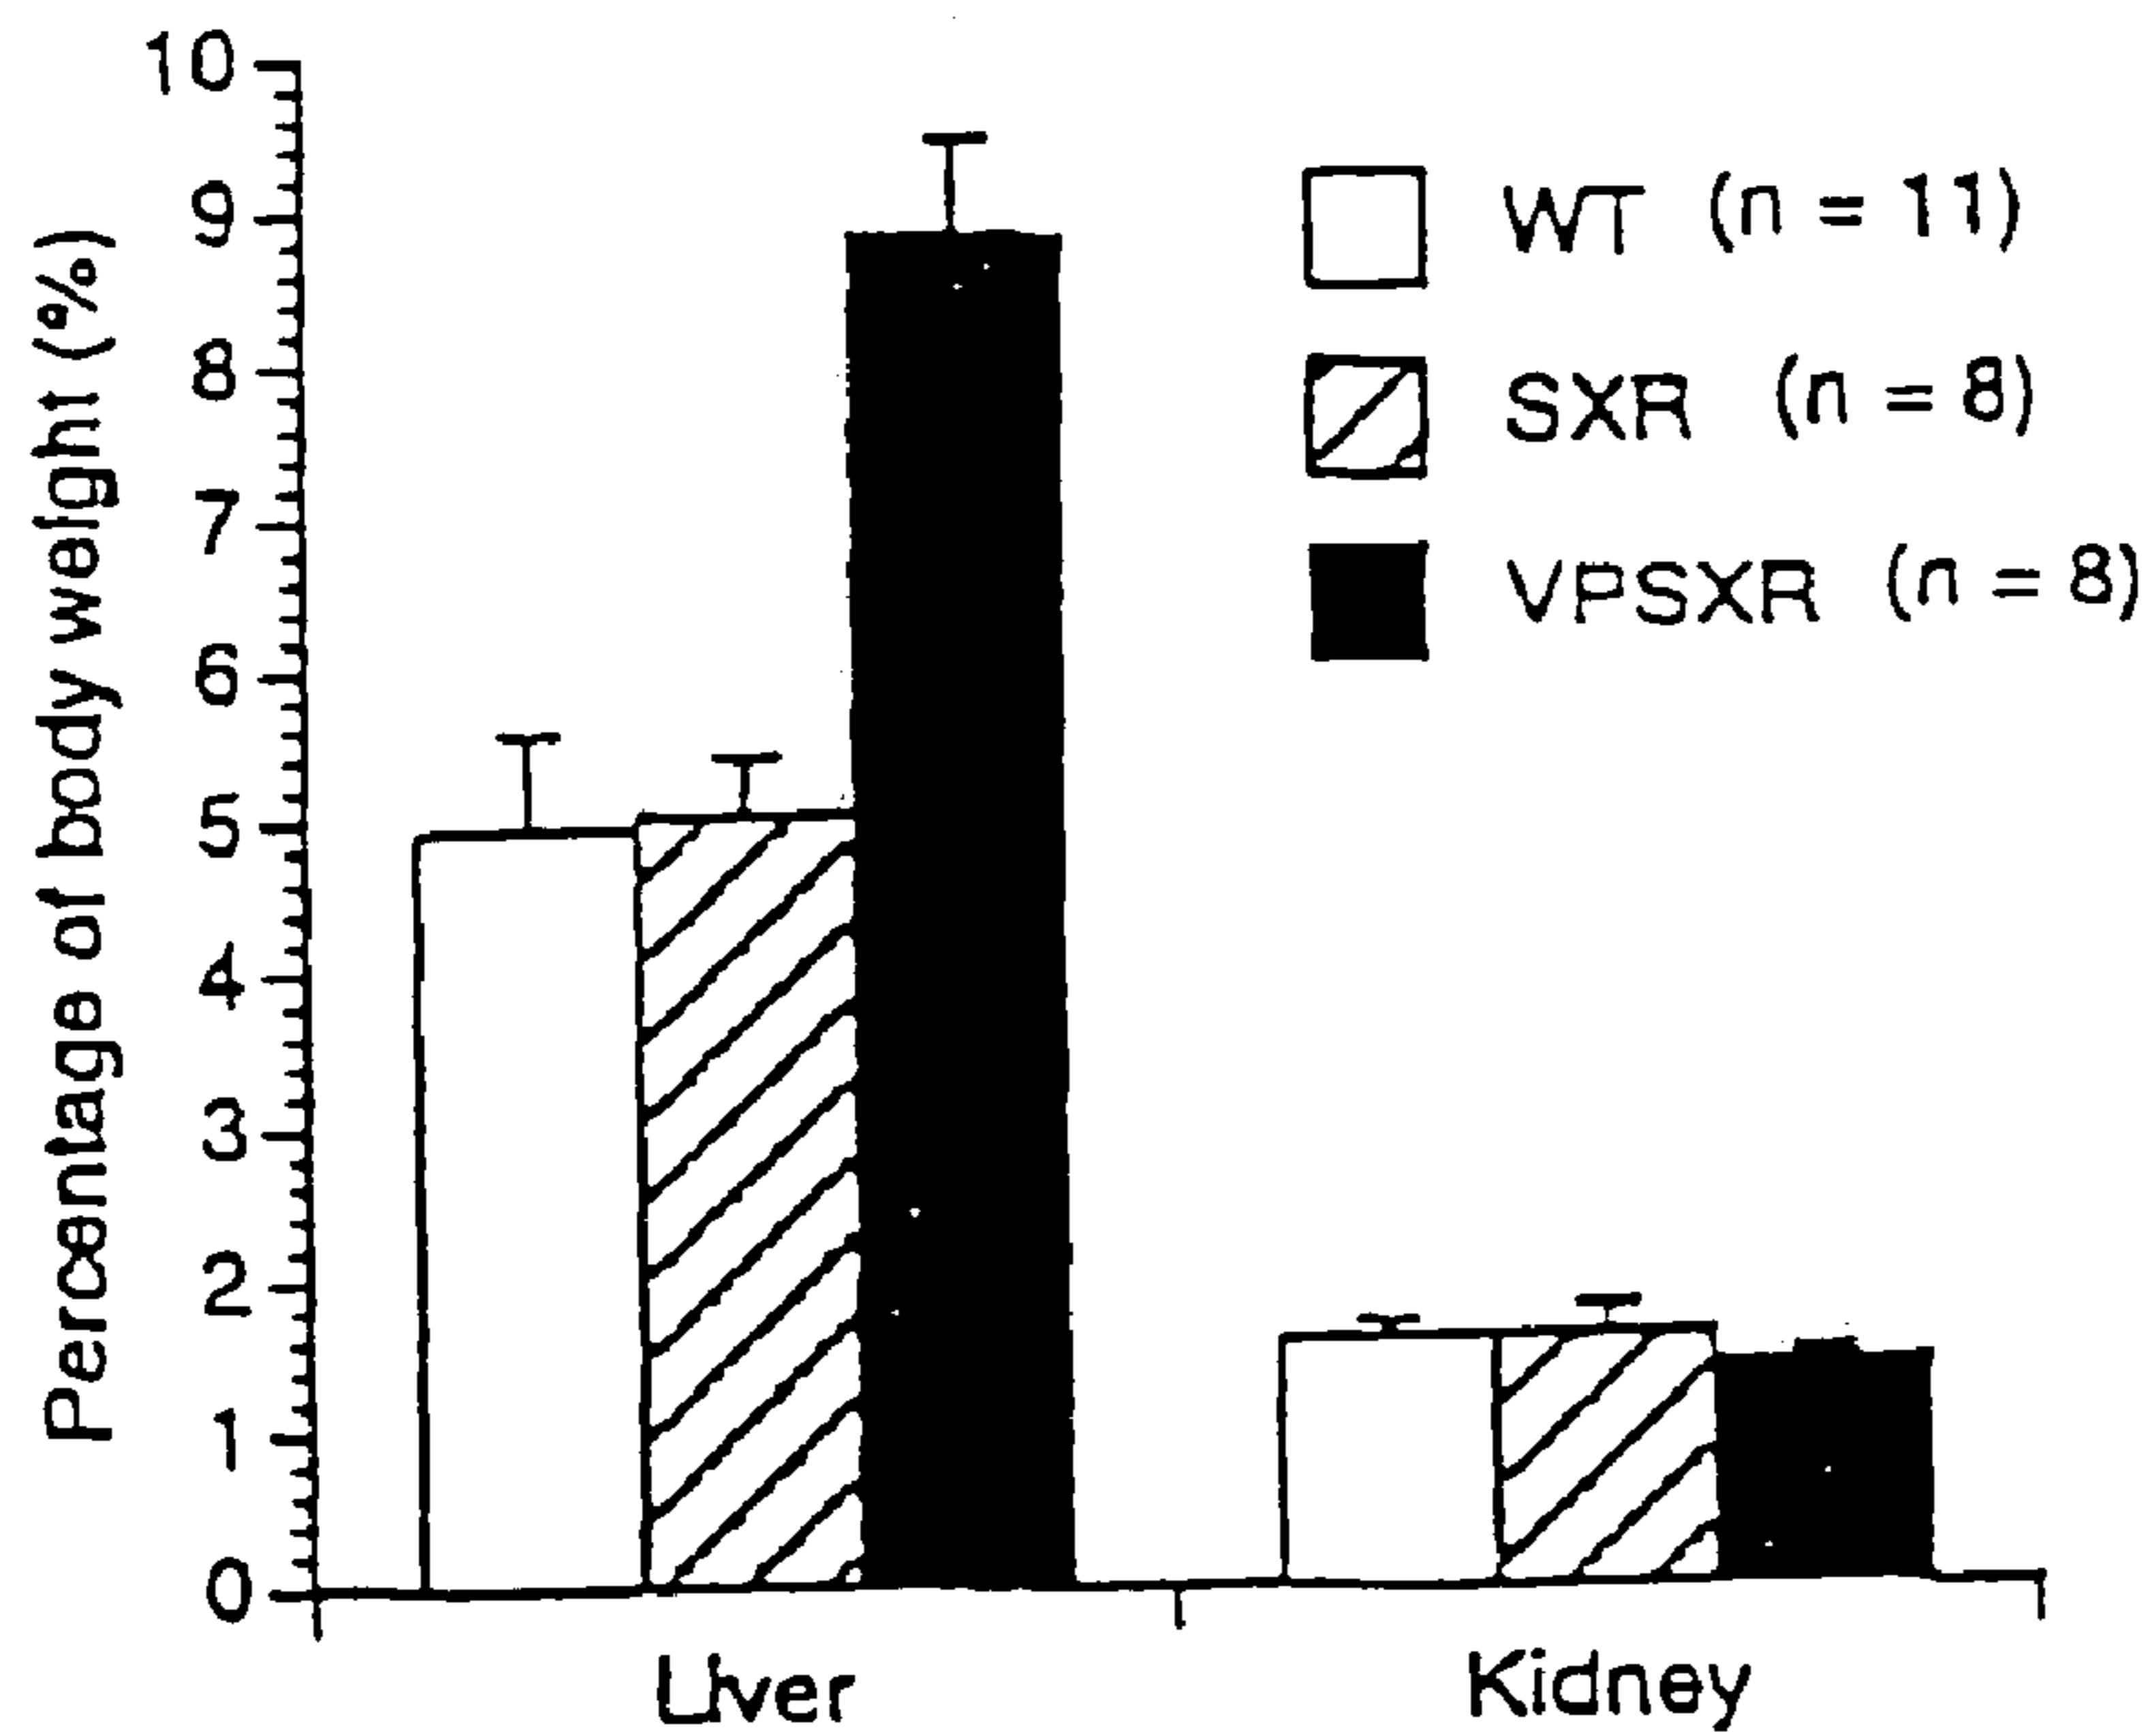 Percentage of body weight (%)
10
9
8
7
6
5
4
3
2
1
0
WT (n = 11)
SXR (n = 8)
VPSXR (n = 8)
Liver
Kidney